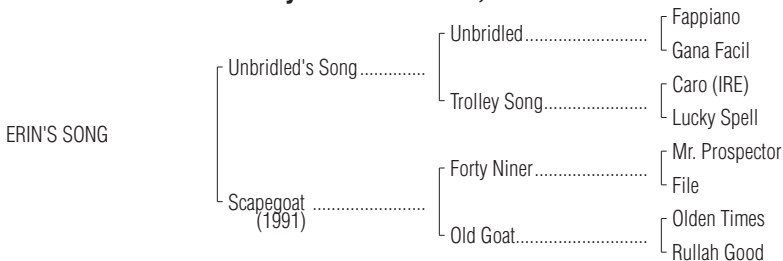 Fappiano
Unbridled..............................
Gana Facil
Unbridled's Song..............
Caro (IRE)
Trolley Song..........................
Lucky Spell
ERIN'S SONG
Mr. Prospector
Forty Niner............................
File
Scapegoat ............................
(1991)
Olden Times
Old Goat................................
Rullah Good